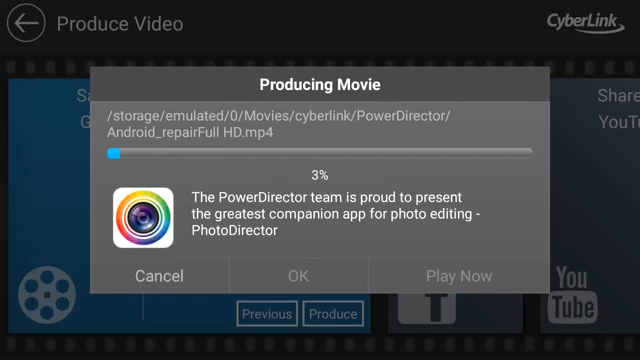 Produce Video
CyberLink
Producing Movie
/storage/emulated/0/Movies/cyberlink/PowerDirector/
Android_repairFull HD.mp4
3%
The PowerDirector team is proud to present
the greatest companion app for photo editing -
PhotoDirector
Cancel
OK
Play Now
Previous
Produce
Share
YouT
You
Tube
t
Sa
G